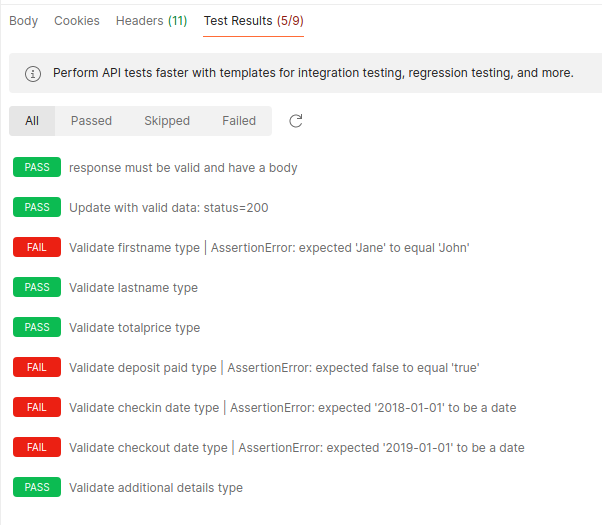 Body Cookies Headers (11) Test Results (5/9)
Perform API tests faster with templates for integration testing, regression testing, and more.
All Passed Skipped Failed
PASS response must be valid and have a body
PASS Update with valid data: status=200
FAIL Validate firstname type | AssertionError: expected 'Jane' to equal 'John'
PASS Validate lastname type
PASS Validate totalprice type
FAIL Validate deposit paid type | AssertionError: expected false to equal 'true'
FAIL Validate checkin date type | AssertionError: expected '2018-01-01' to be a date
FAIL Validate checkout date type | AssertionError: expected '2019-01-01' to be a date
PASS Validate additional details type